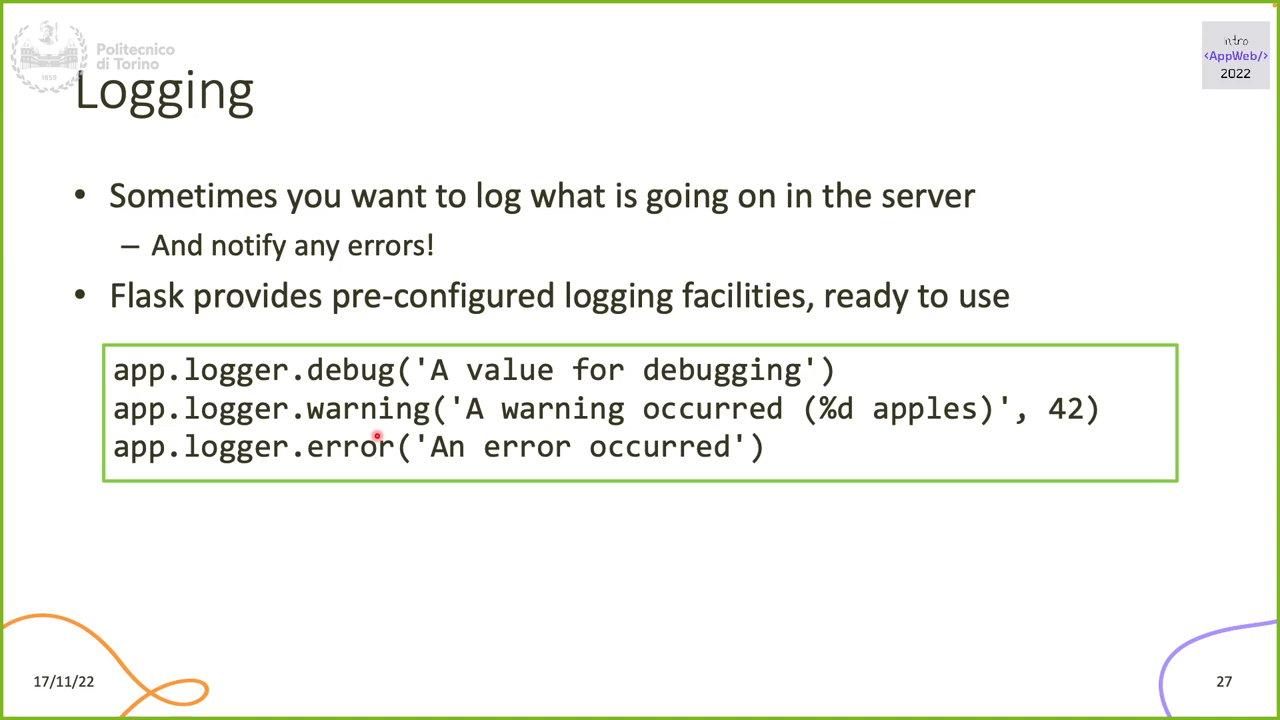 Politecnico
di Torino
1859
intro
<AppWeb/>
2022
Logging
• Sometimes you want to log what is going on in the server
– And notify any errors!
• Flask provides pre-configured logging facilities, ready to use
app.logger.debug('A value for debugging')
app.logger.warning('A warning occurred (%d apples)', 42)
app.logger.error('An error occurred')
17/11/22
27